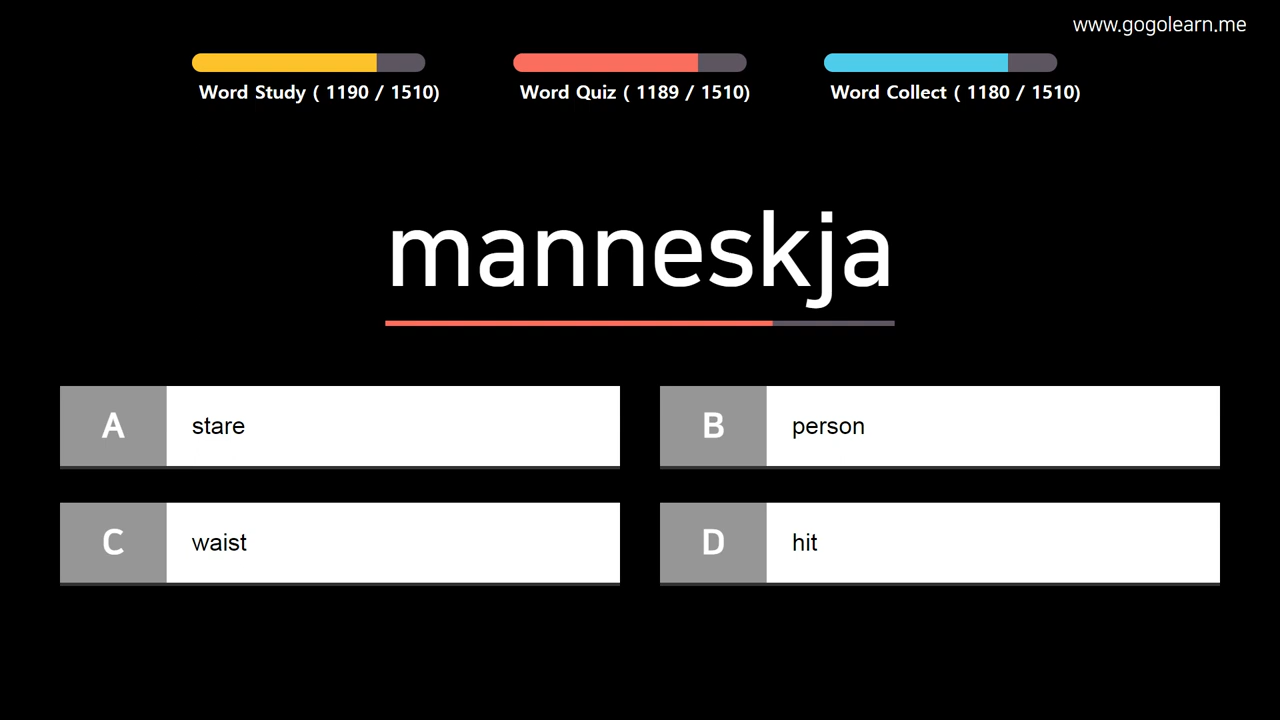 www.gogolearn.me
Word Study ( 1190 / 1510)
Word Quiz ( 1189 / 1510)
Word Collect ( 1180 / 1510)
manneskja
A stare
B person
C waist
D hit